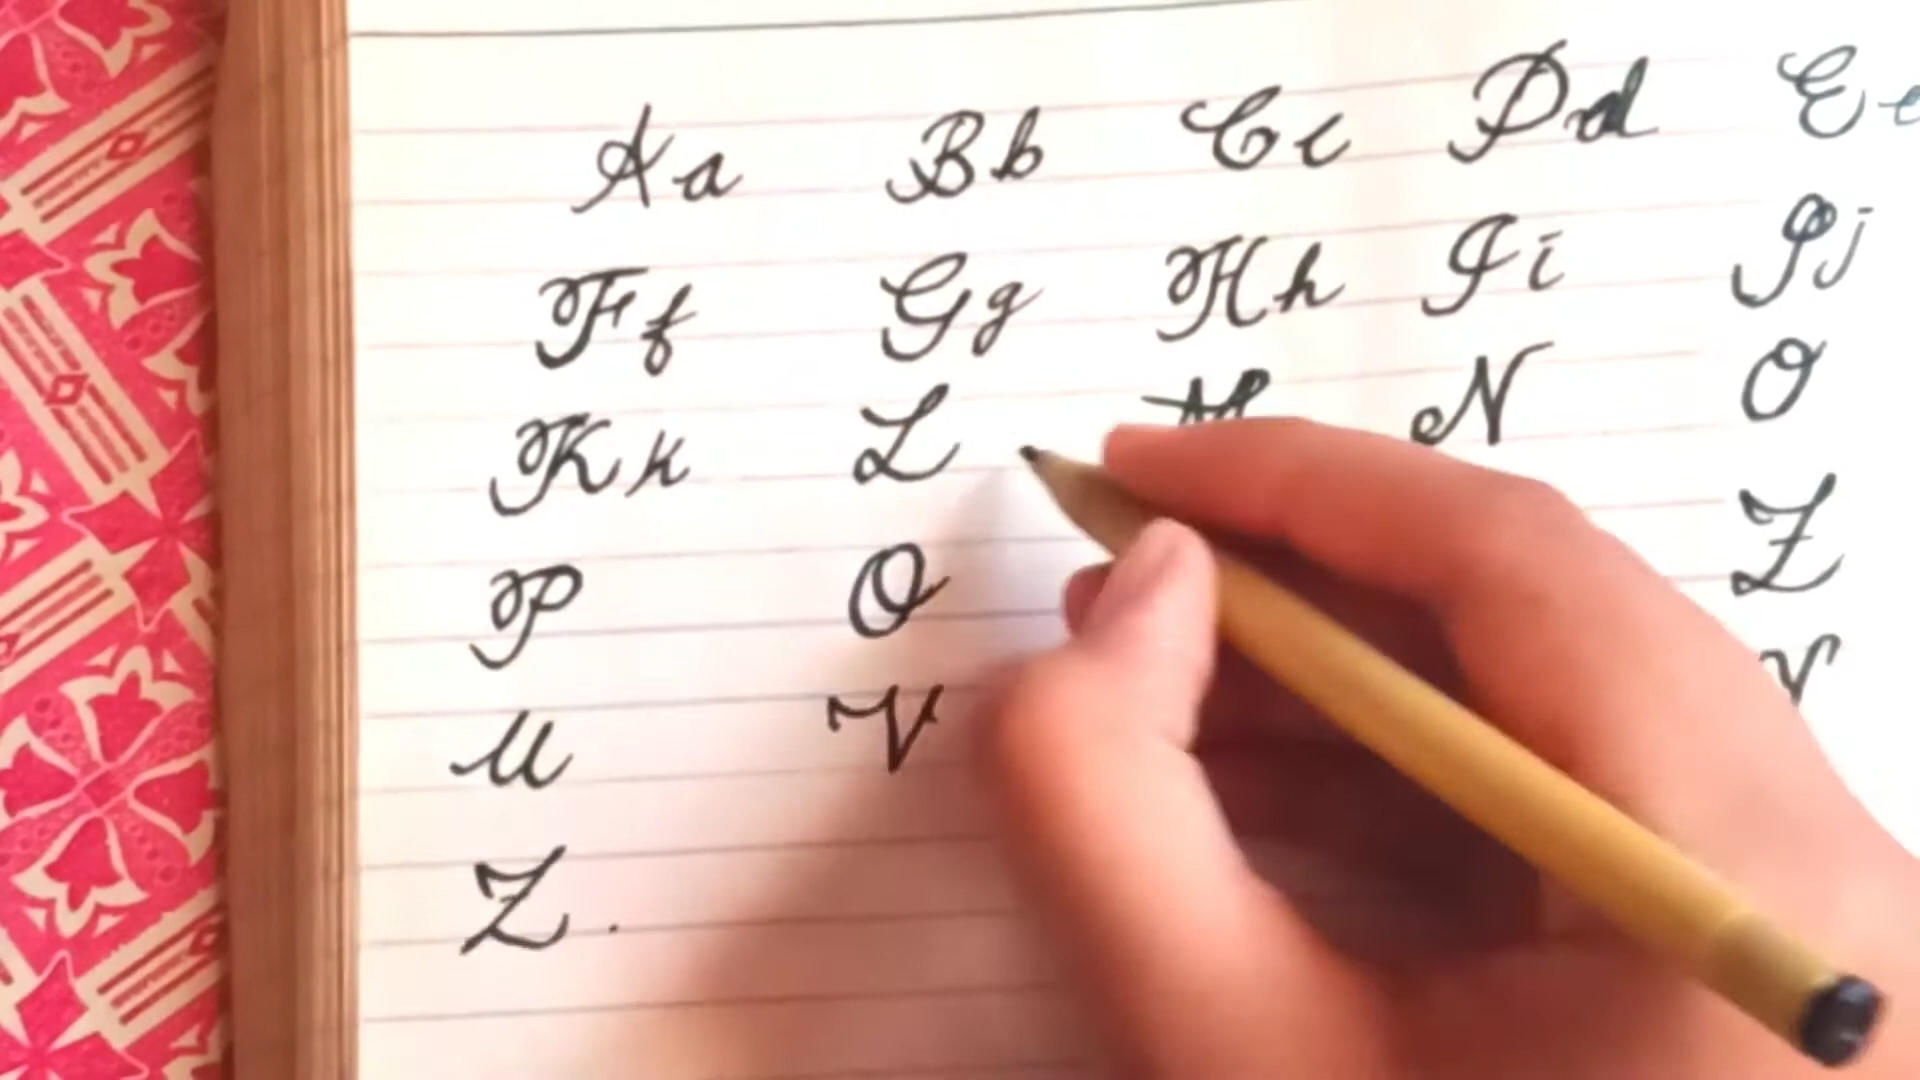 Aa Bb Cc Dd Ee
Ff Gg Hh Ii Jj
Kk L M N O
P Q Z
U V Y
Z.